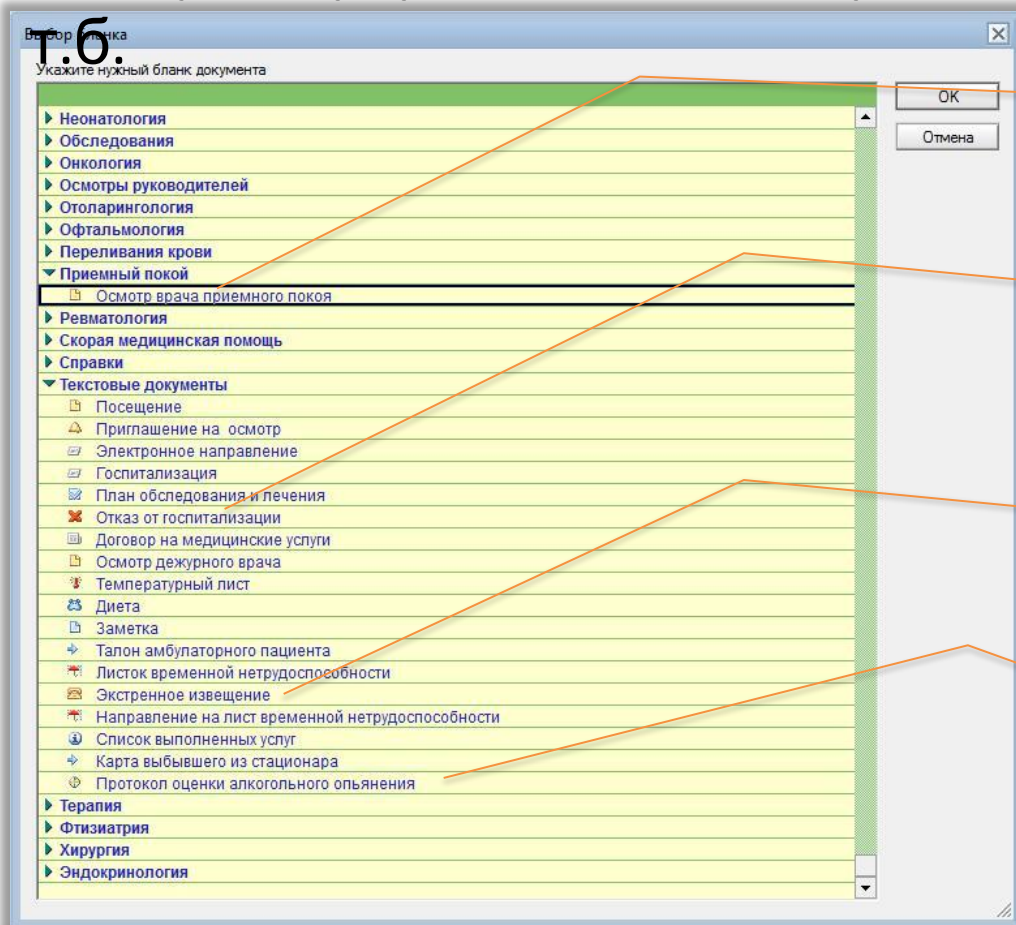 т.б.
Выбор бланка
Укажите нужный бланк документа
OK
Отмена
Неонатология
Обследования
Онкология
Осмотры руководителей
Отоларингология
Офтальмология
Переливания крови
Приемный покой
Осмотр врача приемного покоя
Ревматология
Скорая медицинская помощь
Справки
Текстовые документы
Посещение
Приглашение на осмотр
Электронное направление
Госпитализация
План обследования и лечения
Отказ от госпитализации
Договор на медицинские услуги
Осмотр дежурного врача
Температурный лист
Диета
Заметка
Талон амбулаторного пациента
Листок временной нетрудоспособности
Экстренное извещение
Направление на лист временной нетрудоспособности
Список выполненных услуг
Карта выбывшего из стационара
Протокол оценки алкогольного опьянения
Терапия
Фтизиатрия
Хирургия
Эндокринология